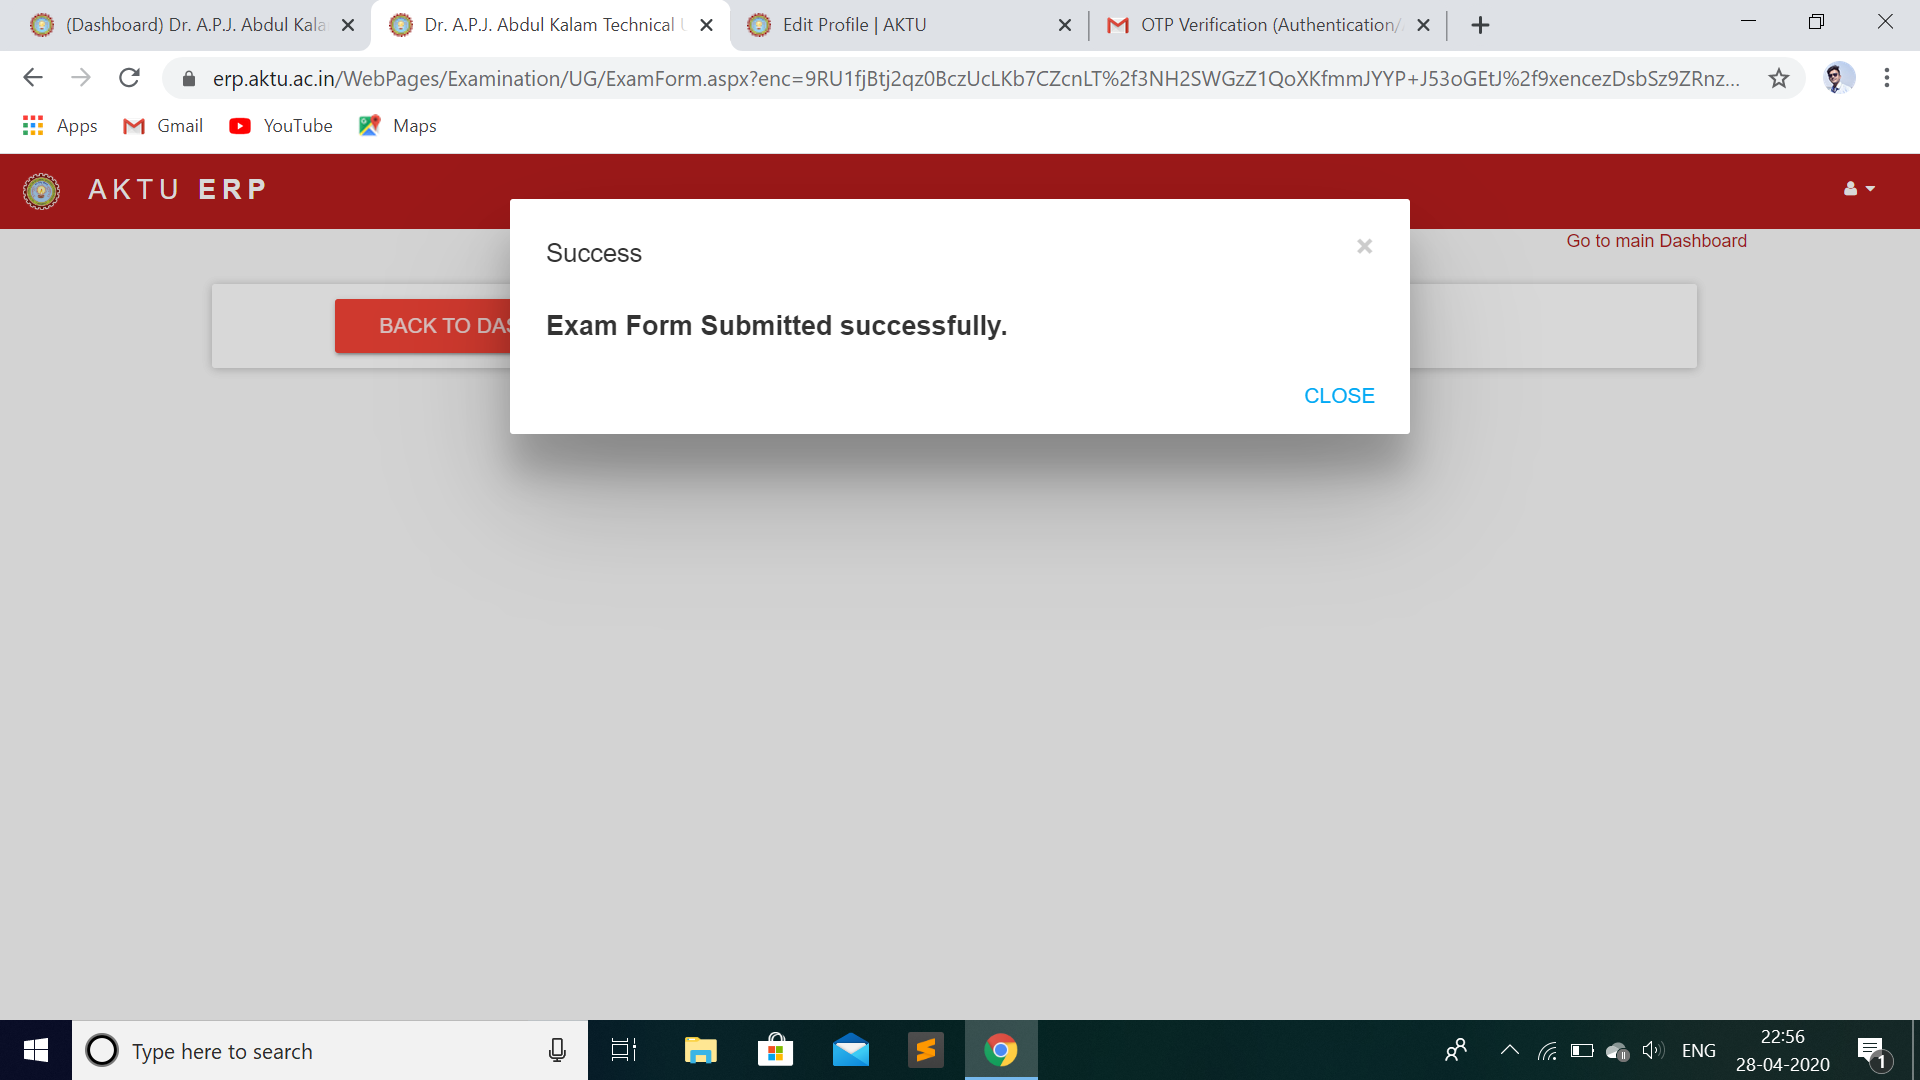 (Dashboard) Dr. A.P.J. Abdul Kala
Dr. A.P.J. Abdul Kalam Technical
Edit Profile | AKTU
OTP Verification (Authentication/
erp.aktu.ac.in/WebPages/Examination/UG/ExamForm.aspx?enc=9RU1fjBtj2qz0BczUcLKb7CZcnLT%2f3NH2SWGzZ1QoXKfmmJYYP+J53oGEtJ%2f9xencezDsbSz9ZRnz...
Apps
Gmail
YouTube
Maps
AKTU ERP
Go to main Dashboard
BACK TO DAS
Success
×
Exam Form Submitted successfully.
CLOSE
Type here to search
ENG
22:56
28-04-2020
1